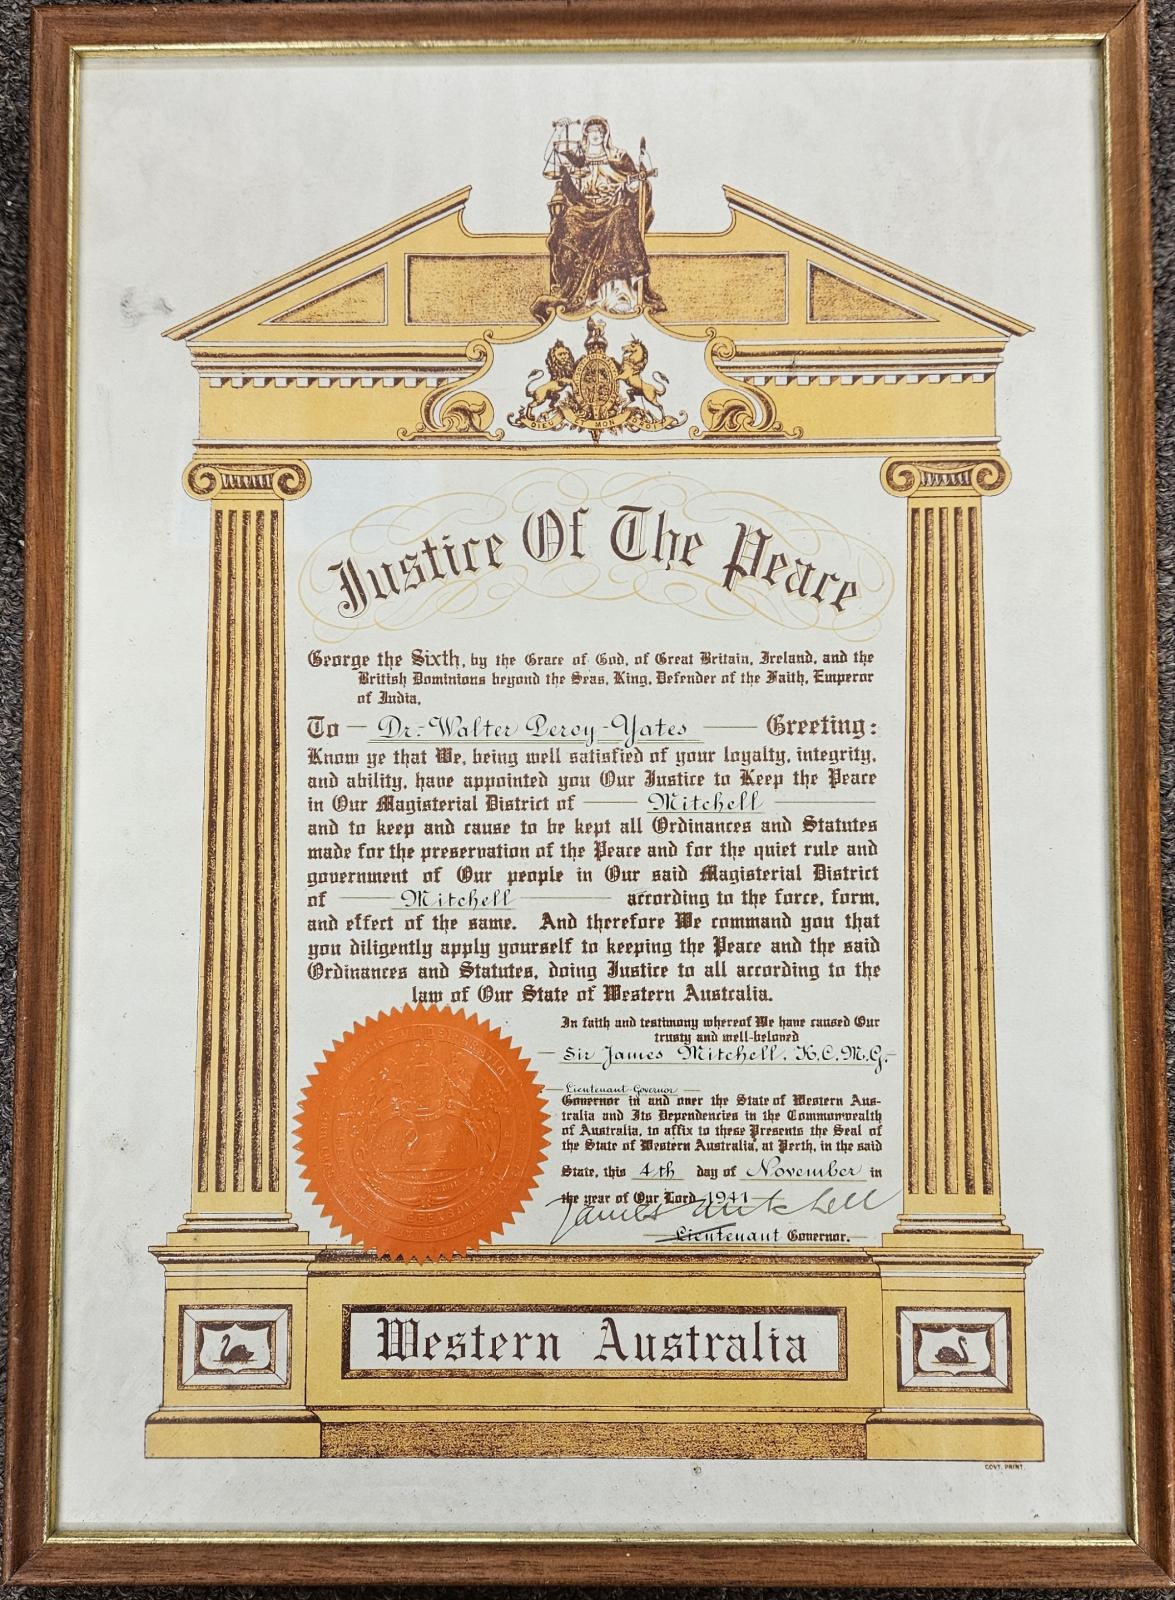 DIEU ET MON DROIT
Justice Of The Peace
George the Sixth, by the Grace of God, of Great Britain, Ireland, and the
British Dominions beyond the Seas, King, Defender of the Faith, Emperor
of India,
To Dr. Walter Percy Yates Greeting:
Know ye that We, being well satisfied of your loyalty, integrity,
and ability, have appointed you Our Justice to Keep the Peace
in Our Magisterial District of Mitchell
and to keep and cause to be kept all Ordinances and Statutes
made for the preservation of the Peace and for the quiet rule and
government of Our people in Our said Magisterial District
of Mitchell according to the force, form,
and effect of the same. And therefore We command you that
you diligently apply yourself to keeping the Peace and the said
Ordinances and Statutes, doing Justice to all according to the
law of Our State of Western Australia.
In faith and testimony whereof We have caused Our
trusty and well-beloved
Sir James Mitchell, K.C.M.G.
Lieutenant-Governor
Governor in and over the State of Western Aus-
tralia and Its Dependencies in the Commonwealth
of Australia, to affix to these Presents the Seal of
the State of Western Australia, at Perth, in the said
State, this 4th day of November in
the year of Our Lord 1941
James Mitchell
Lieutenant Governor.
Western Australia
GOVT. PRINT.